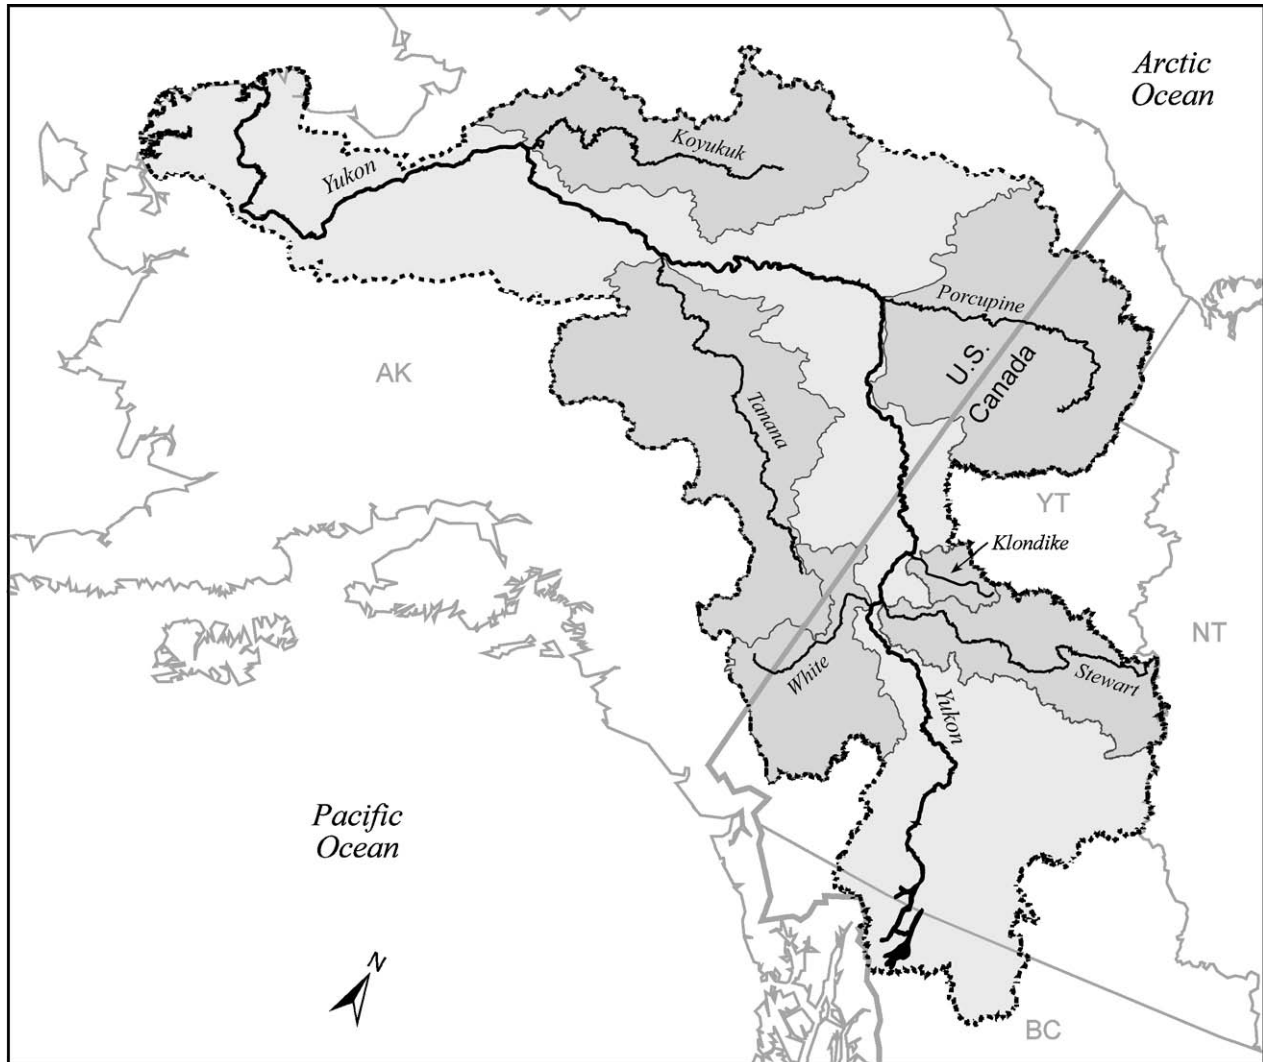 Arctic
Ocean
Koyukuk
Yukon
Porcupine
U.S.
Canada
AK
Tanana
YT
Klondike
NT
White
Stewart
Yukon
Pacific
Ocean
N
BC